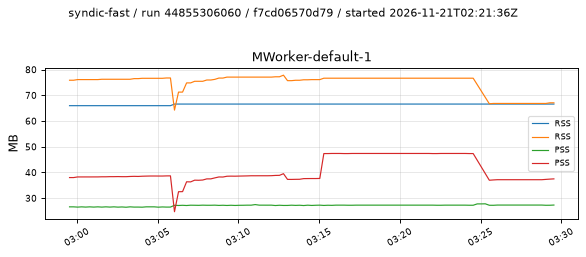 syndic-fast / run 44855306060 / f7cd06570d79 / started 2026-11-21T02:21:36Z
MWorker-default-1
MB
80
70
60
50
40
30
RSS
RSS
PSS
PSS
03:00
03:05
03:10
03:15
03:20
03:25
03:30